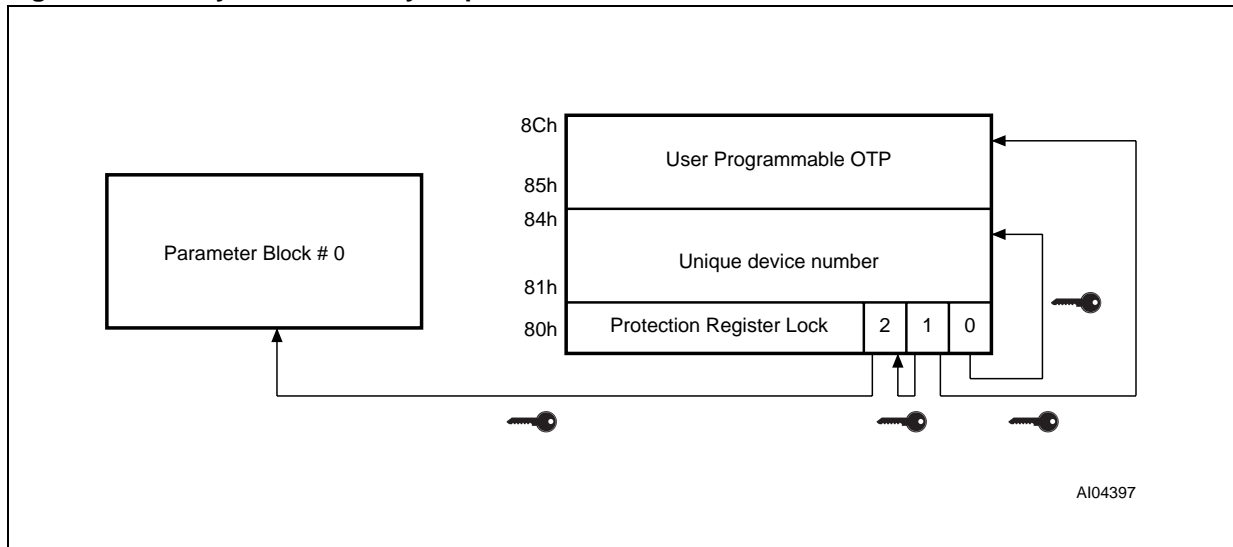 8Ch
User Programmable OTP
85h
84h
Parameter Block # 0
Unique device number
81h
80h
Protection Register Lock 2 1 0
AI04397